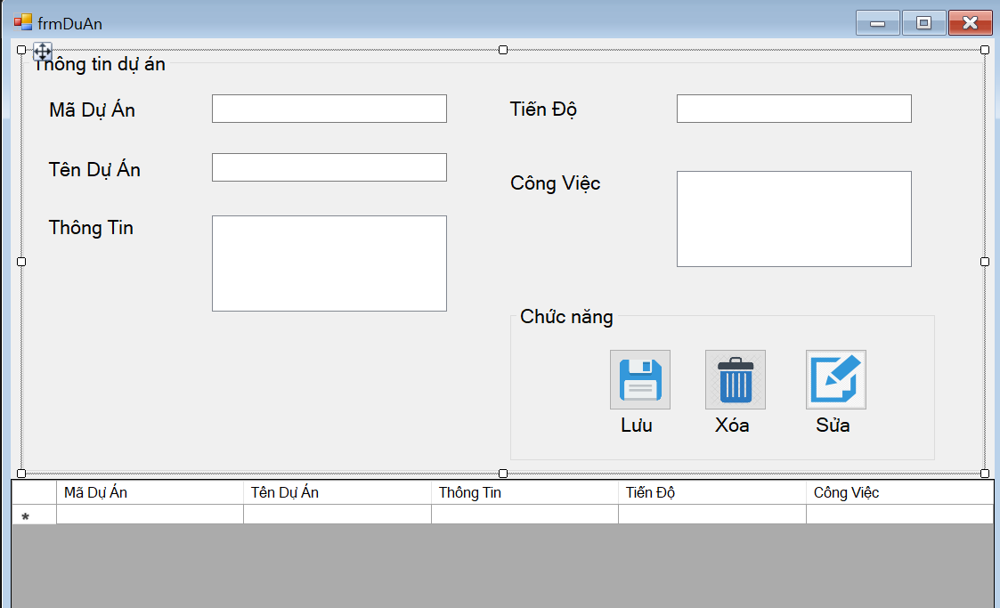 frmDuAn
Thông tin dự án
Mã Dự Án
Tiến Độ
Tên Dự Án
Công Việc
Thông Tin
Chức năng
Lưu Xóa Sửa
Mã Dự Án Tên Dự Án Thông Tin Tiến Độ Công Việc
*